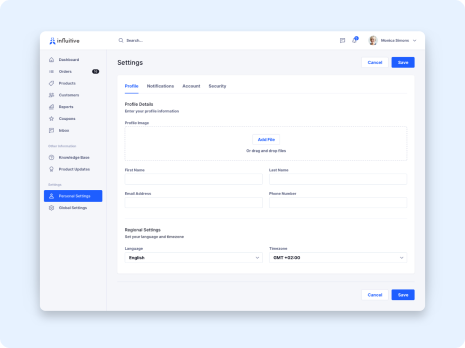 influitive
Search...
Monica Stevens
Dashboard
Orders
Products
Customers
Reports
Coupons
Inbox
Other Information
Knowledge Base
Product Updates
Settings
Personal Settings
Global Settings
Settings
Cancel
Save
Profile
Notifications
Account
Security
Profile Details
Enter your profile information
Profile Image
Add File
Or drag and drop files
First Name
Last Name
Email Address
Phone Number
Regional Settings
Set your language and timezone
Language
Timezone
English
GMT +02:00
Cancel
Save